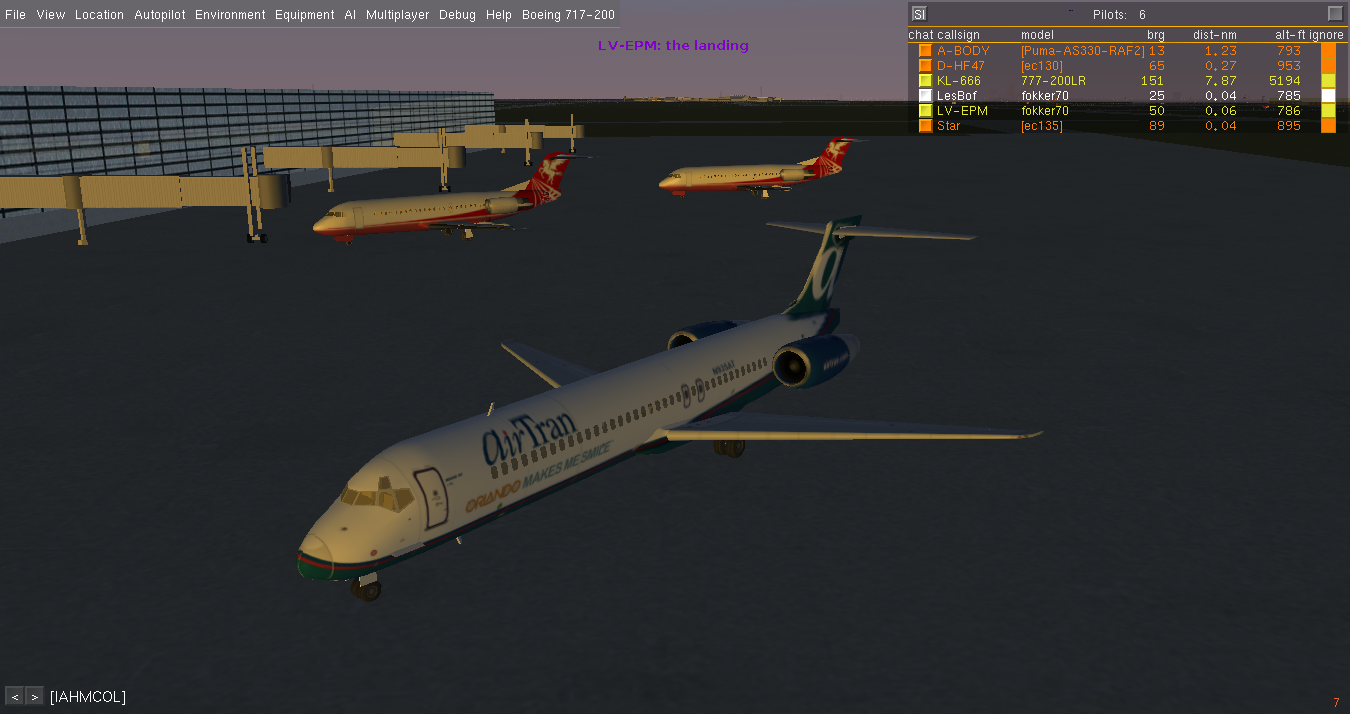 File View Location Autopilot Environment Equipment AI Multiplayer Debug Help Boeing 717-200
SI Pilots: 6
chat callsign model brg dist-nm alt-ft ignore
A-BODY [Puma-AS330-RAF2] 13 1.23 793
D-HF47 [ec130] 65 0.27 953
KL-666 777-200LR 151 7.87 5194
LesBof fokker70 25 0.04 785
LV-EPM fokker70 50 0.06 786
Star [ec135] 89 0.04 895
LV-EPM: the landing
a
airTran
ORLANDO MAKES ME SMILE
< > [IAHMCOL]
7